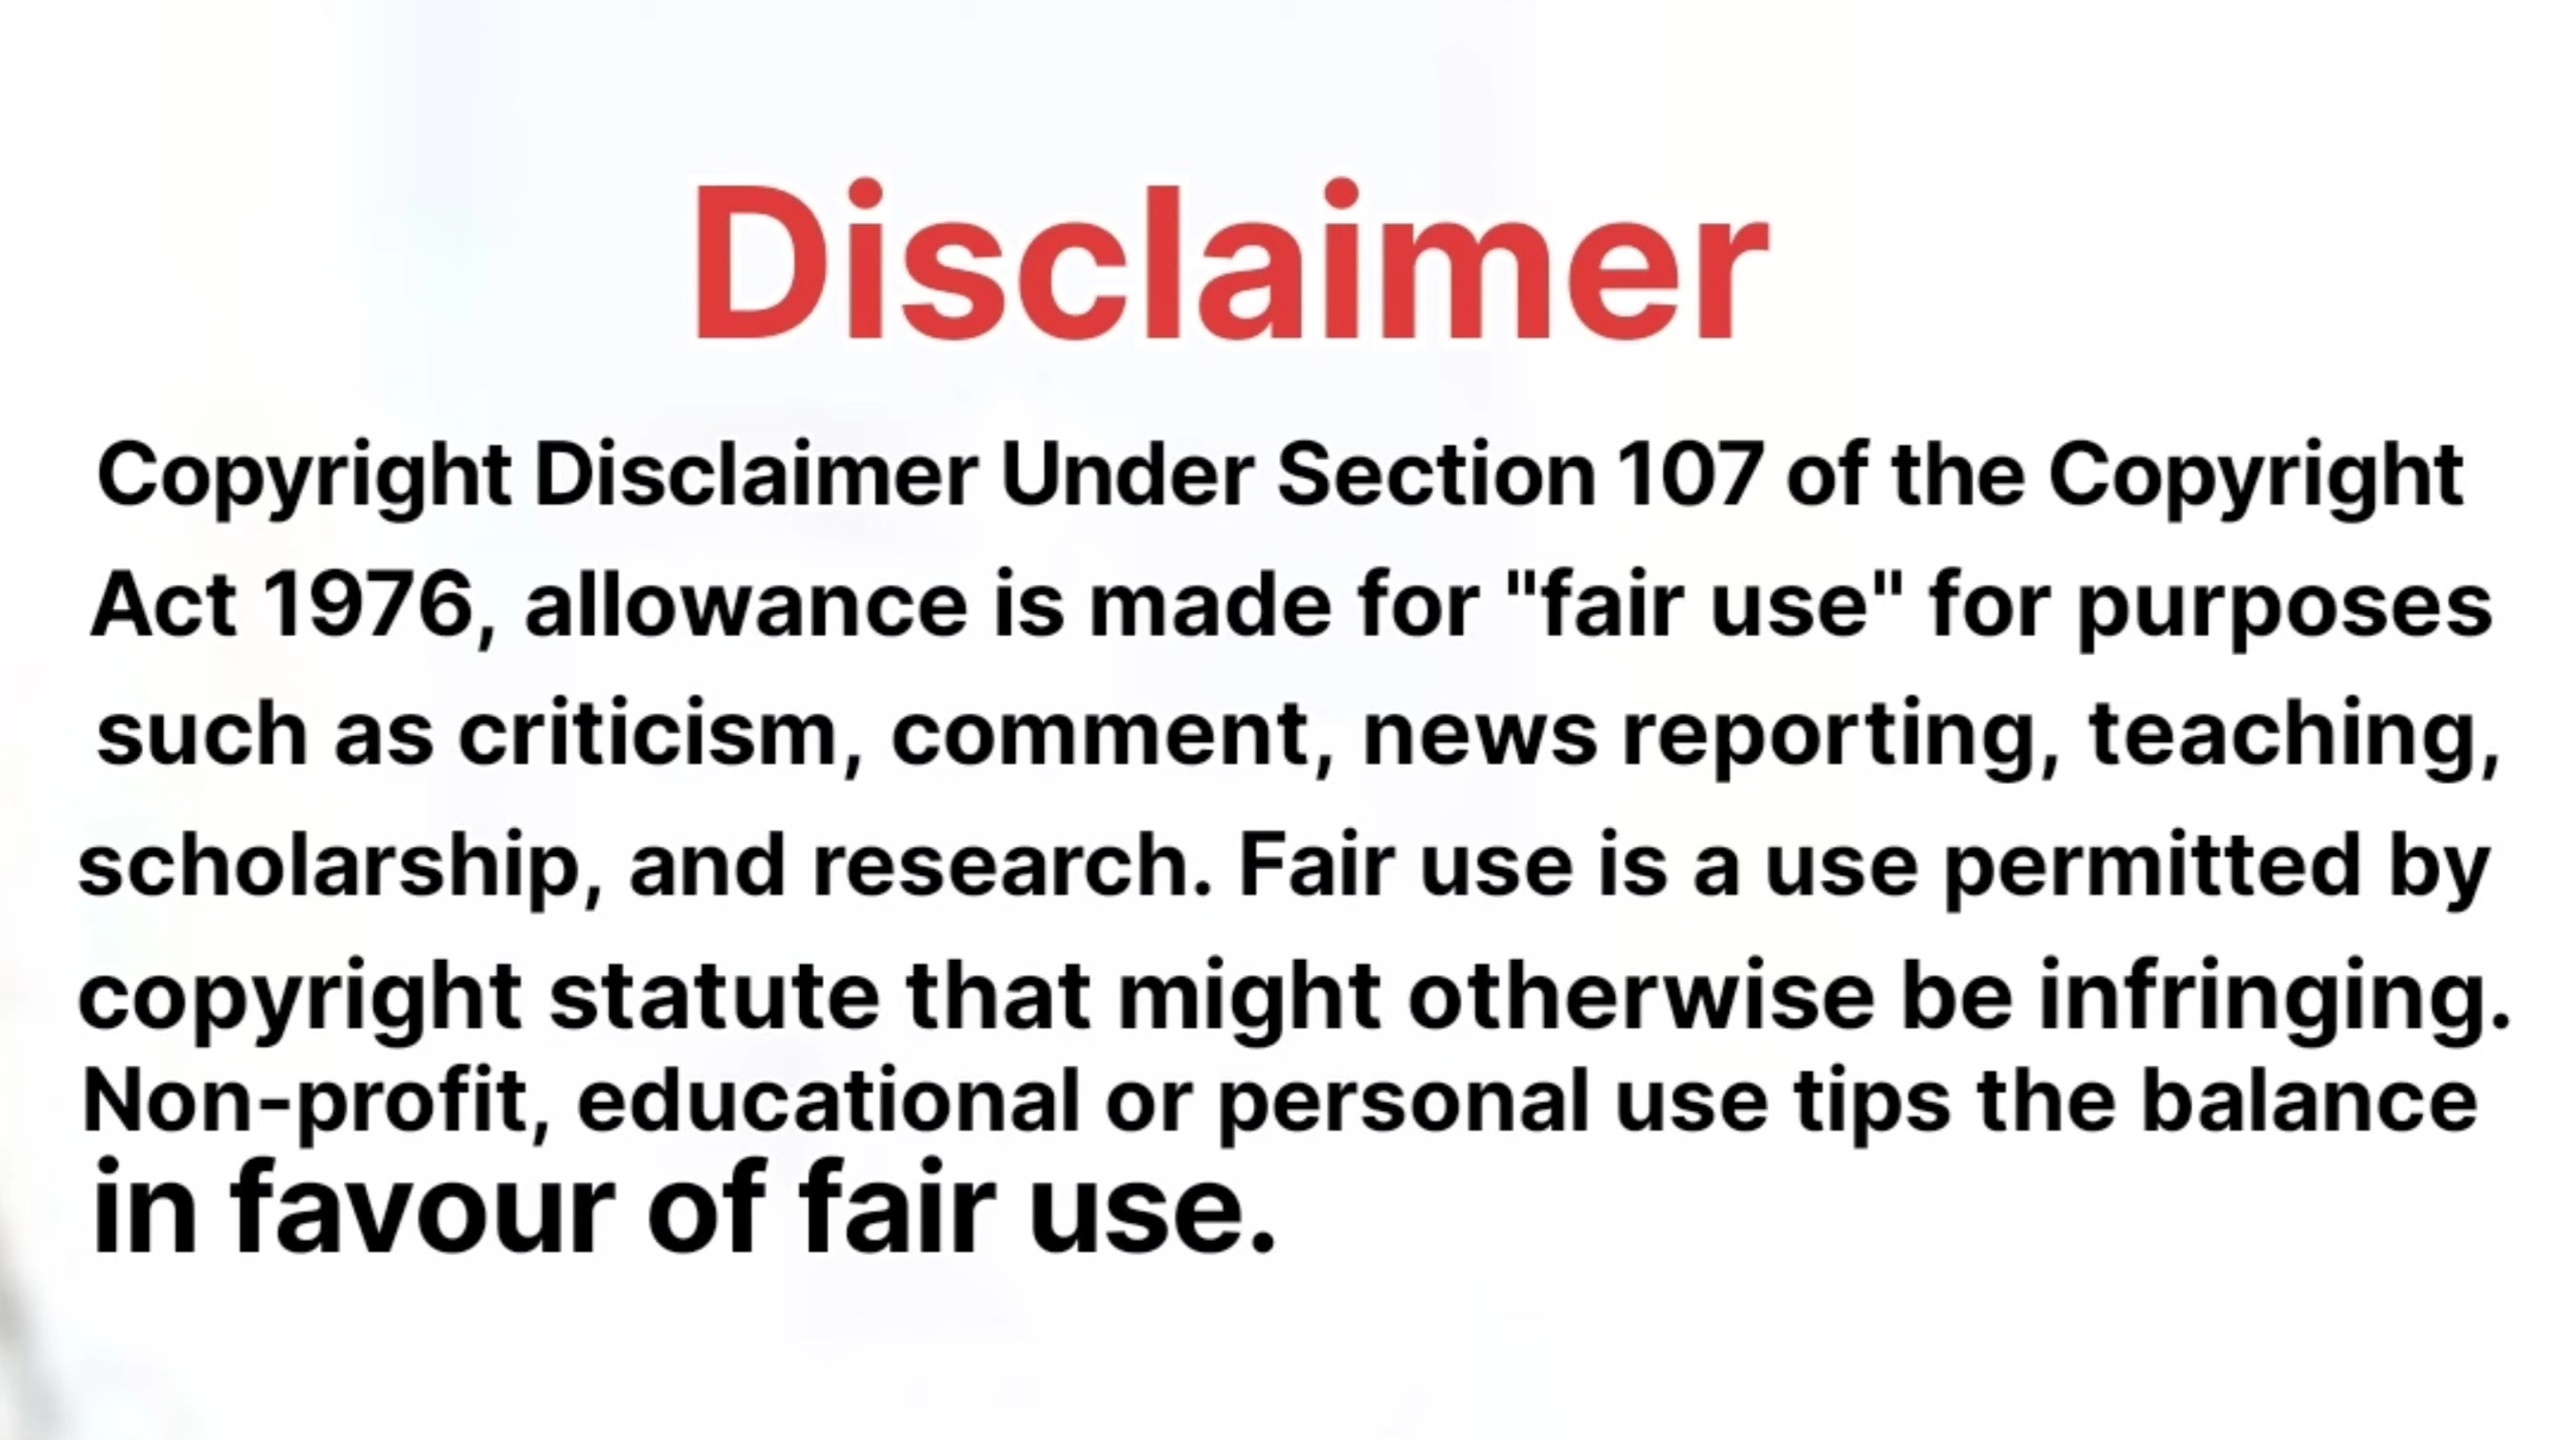 Disclaimer
Copyright Disclaimer Under Section 107 of the Copyright
Act 1976, allowance is made for "fair use" for purposes
such as criticism, comment, news reporting, teaching,
scholarship, and research. Fair use is a use permitted by
copyright statute that might otherwise be infringing.
Non-profit, educational or personal use tips the balance
in favour of fair use.